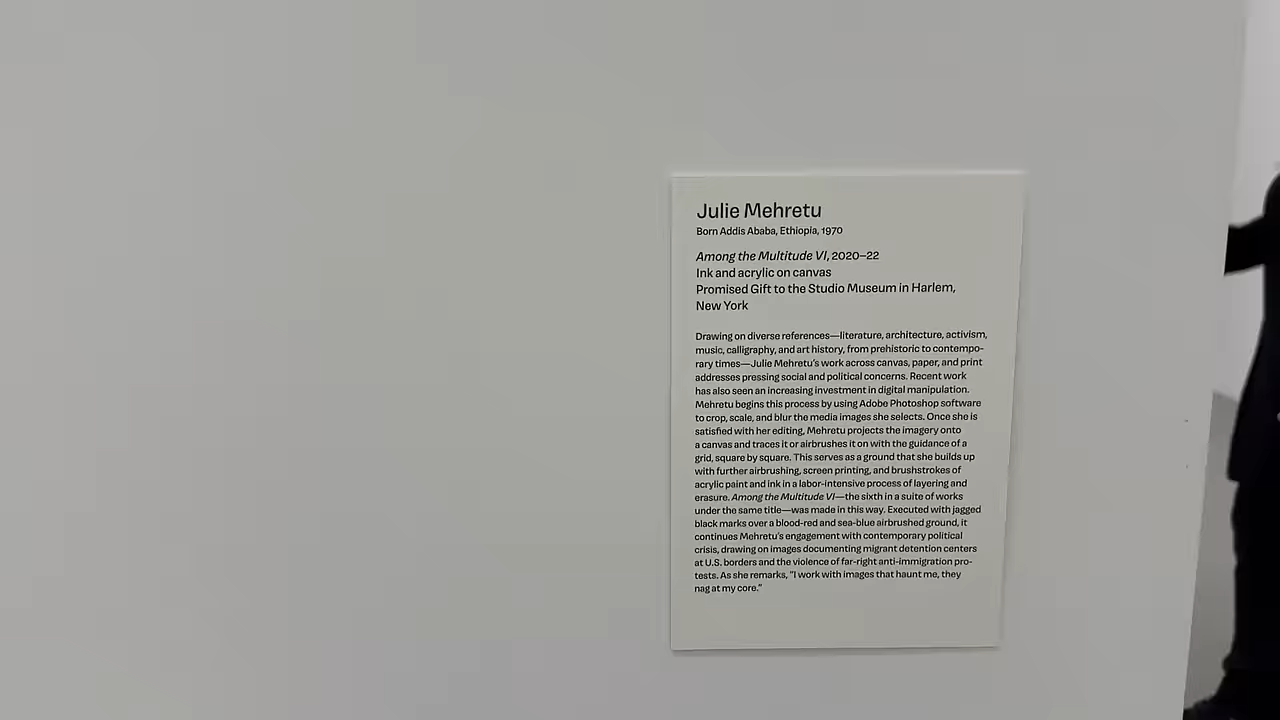 Julie Mehretu
Born Addis Ababa, Ethiopia, 1970
Among the Multitude VI, 2020–22
Ink and acrylic on canvas
Promised Gift to the Studio Museum in Harlem,
New York
Drawing on diverse references—literature, architecture, activism,
music, calligraphy, and art history, from prehistoric to contempo-
rary times—Julie Mehretu's work across canvas, paper, and print
addresses pressing social and political concerns. Recent work
has also seen an increasing investment in digital manipulation.
Mehretu begins this process by using Adobe Photoshop software
to crop, scale, and blur the media images she selects. Once she is
satisfied with her editing, Mehretu projects the imagery onto
a canvas and traces it or airbrushes it on with the guidance of a
grid, square by square. This serves as a ground that she builds up
with further airbrushing, screen printing, and brushstrokes of
acrylic paint and ink in a labor-intensive process of layering and
erasure. Among the Multitude VI—the sixth in a suite of works
under the same title—was made in this way. Executed with jagged
black marks over a blood-red and sea-blue airbrushed ground, it
continues Mehretu's engagement with contemporary political
crisis, drawing on images documenting migrant detention centers
at U.S. borders and the violence of far-right anti-immigration pro-
tests. As she remarks, "I work with images that haunt me, they
nag at my core."